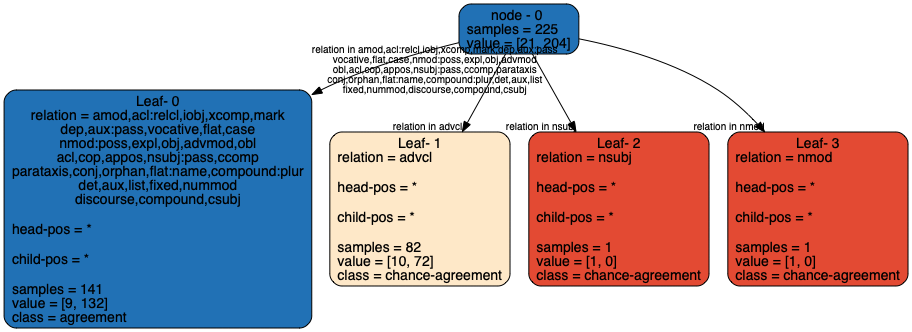 node - 0
samples = 225
value = [21, 204]
relation in amod,acl:relcl,iobj,xcomp,mark,dep,aux:pass
vocative,flat,case,nmod:poss,expl,obj,advmod
obl,acl,cop,appos,nsubj:pass,ccomp,parataxis
conj,orphan,flat:name,compound:plur,det,aux,list
fixed,nummod,discourse,compound,csubj
relation in advcl
relation in nsubj
relation in nmod
Leaf- 0
relation = amod,acl:relcl,iobj,xcomp,mark
dep,aux:pass,vocative,flat,case
nmod:poss,expl,obj,advmod,obl
acl,cop,appos,nsubj:pass,ccomp
parataxis,conj,orphan,flat:name,compound:plur
det,aux,list,fixed,nummod
discourse,compound,csubj
head-pos = *
child-pos = *
samples = 141
value = [9, 132]
class = agreement
Leaf- 1
relation = advcl
head-pos = *
child-pos = *
samples = 82
value = [10, 72]
class = chance-agreement
Leaf- 2
relation = nsubj
head-pos = *
child-pos = *
samples = 1
value = [1, 0]
class = chance-agreement
Leaf- 3
relation = nmod
head-pos = *
child-pos = *
samples = 1
value = [1, 0]
class = chance-agreement